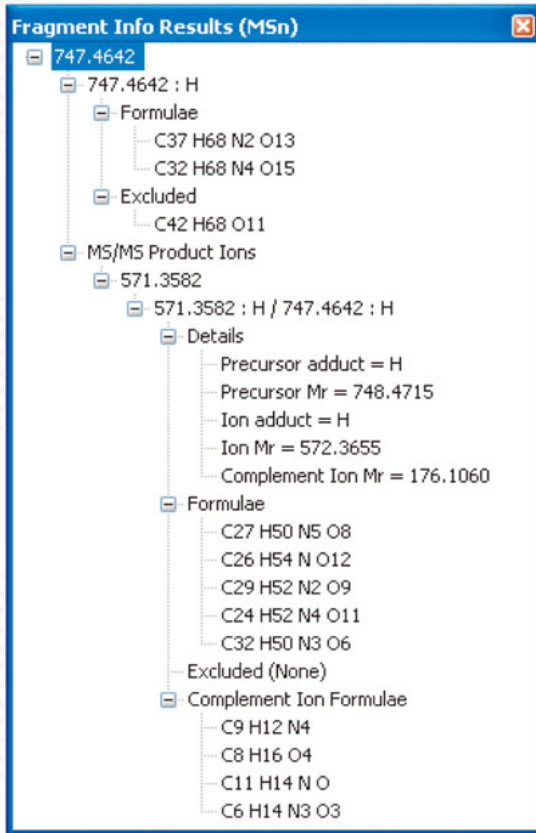 Fragment Info Results (MSn)
747.4642
747.4642 : H
Formulae
C37 H68 N2 O13
C32 H68 N4 O15
Excluded
C42 H68 O11
MS/MS Product Ions
571.3582
571.3582 : H / 747.4642 : H
Details
Precursor adduct = H
Precursor Mr = 748.4715
Ion adduct = H
Ion Mr = 572.3655
Complement Ion Mr = 176.1060
Formulae
C27 H50 N5 O8
C26 H54 N O12
C29 H52 N2 O9
C24 H52 N4 O11
C32 H50 N3 O6
Excluded (None)
Complement Ion Formulae
C9 H12 N4
C8 H16 O4
C11 H14 N O
C6 H14 N3 O3